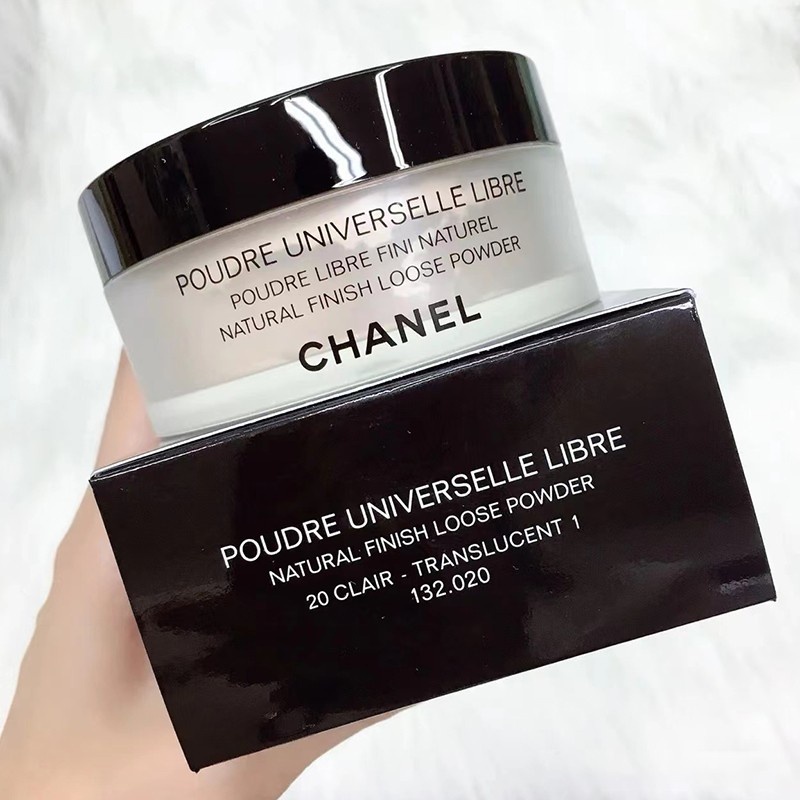 POUDRE UNIVERSELLE LIBRE
POUDRE LIBRE FINI NATUREL
NATURAL FINISH LOOSE POWDER
CHANEL
POUDRE UNIVERSELLE LIBRE
NATURAL FINISH LOOSE POWDER
20 CLAIR - TRANSLUCENT 1
132.020